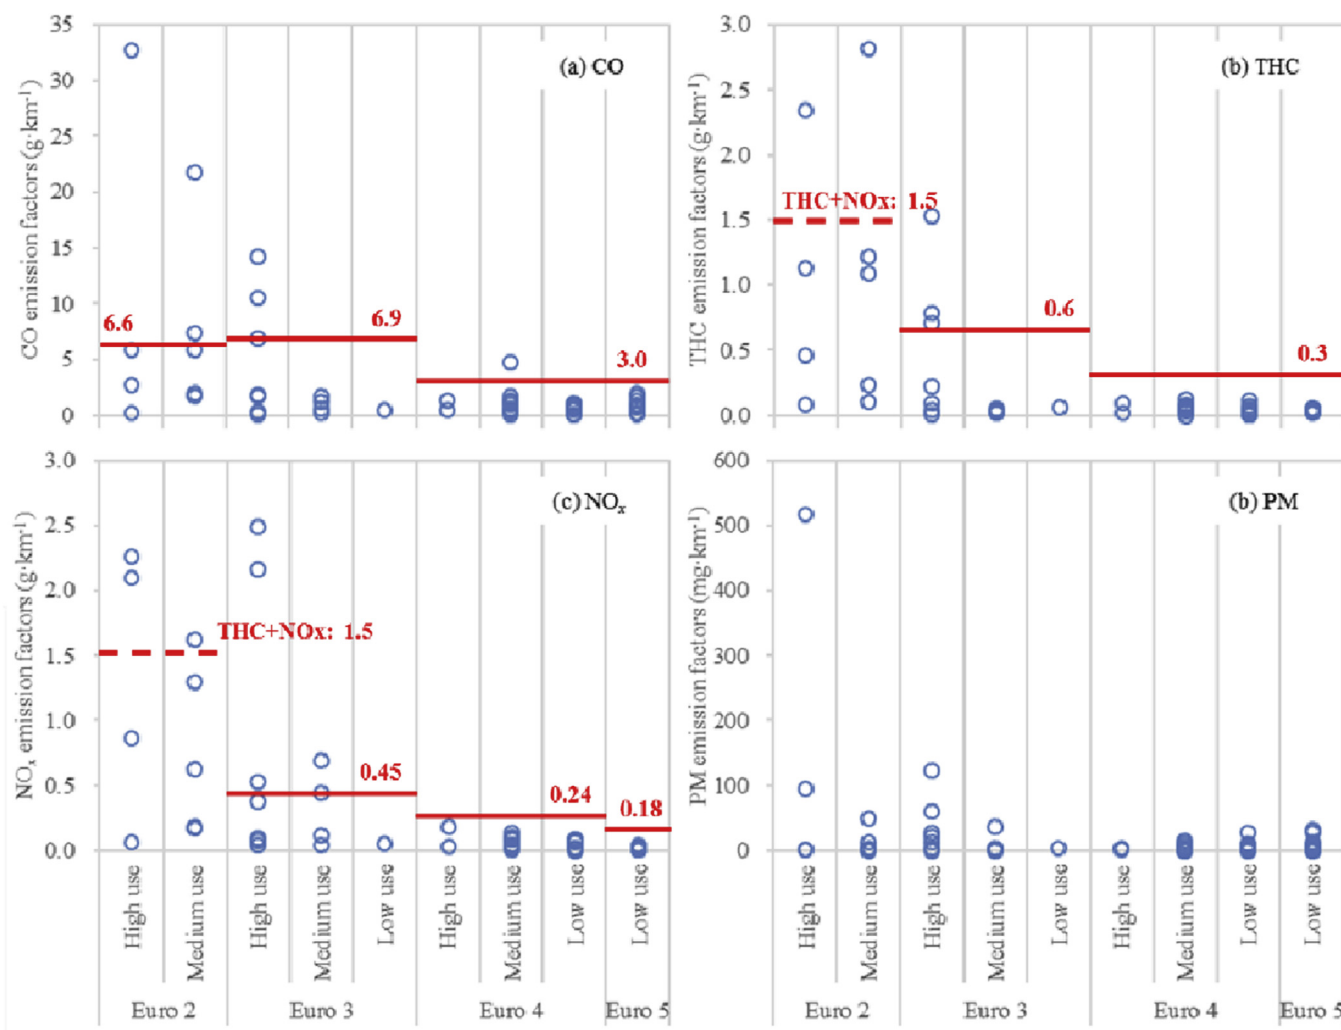 (a) CO
CO emission factors (g·km⁻¹)
35
30
25
20
15
10
5
0
6.6
6.9
3.0
(b) THC
THC emission factors (g·km⁻¹)
3.0
2.5
2.0
1.5
1.0
0.5
0.0
THC+NOx: 1.5
0.6
0.3
(c) NOₓ
NOₓ emission factors (g·km⁻¹)
3.0
2.5
2.0
1.5
1.0
0.5
0.0
THC+NOx: 1.5
0.45
0.24
0.18
High use
Medium use
High use
Medium use
Low use
High use
Medium use
Low use
Low use
Euro 2
Euro 3
Euro 4
Euro 5
(b) PM
PM emission factors (mg·km⁻¹)
600
500
400
300
200
100
0
High use
Medium use
High use
Medium use
Low use
High use
Medium use
Low use
Low use
Euro 2
Euro 3
Euro 4
Euro 5